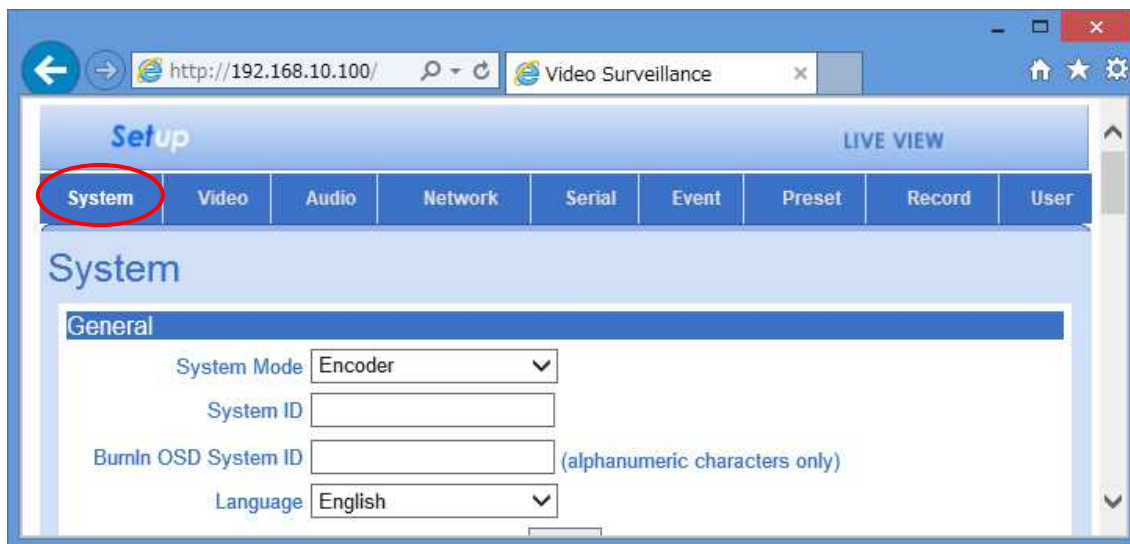 http://192.168.10.100/
Video Surveillance
Setup
LIVE VIEW
System Video Audio Network Serial Event Preset Record User
System
General
System Mode Encoder
System ID
BurnIn OSD System ID (alphanumeric characters only)
Language English